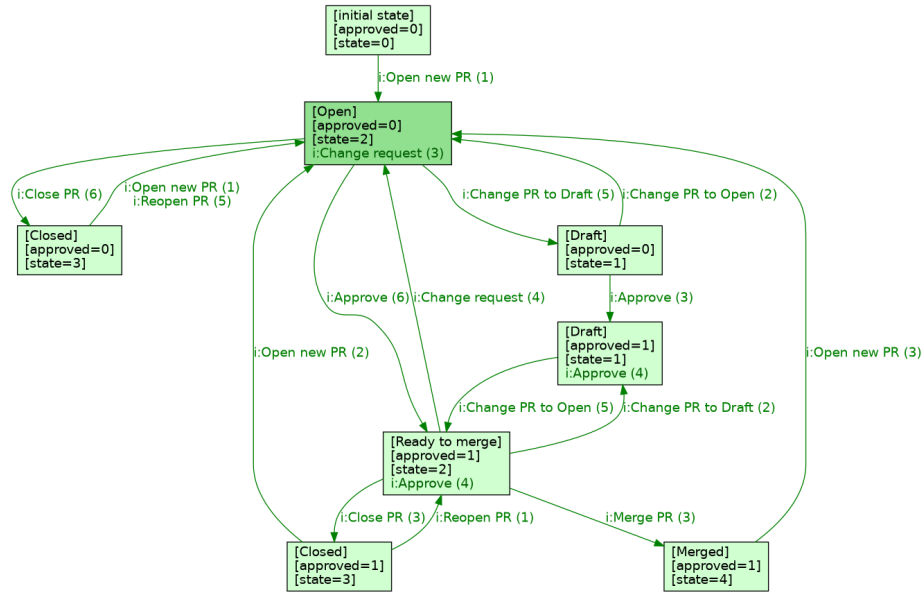 [initial state]
[approved=0]
[state=0]
i:Open new PR (1)
[Open]
[approved=0]
[state=2]
i:Change request (3)
i:Close PR (6)
i:Open new PR (1)
i:Reopen PR (5)
i:Change PR to Draft (5)
i:Change PR to Open (2)
[Closed]
[approved=0]
[state=3]
[Draft]
[approved=0]
[state=1]
i:Approve (6)
i:Change request (4)
i:Approve (3)
i:Open new PR (2)
[Draft]
[approved=1]
[state=1]
i:Approve (4)
i:Open new PR (3)
i:Change PR to Open (5)
i:Change PR to Draft (2)
[Ready to merge]
[approved=1]
[state=2]
i:Approve (4)
i:Close PR (3)
i:Reopen PR (1)
i:Merge PR (3)
[Closed]
[approved=1]
[state=3]
[Merged]
[approved=1]
[state=4]